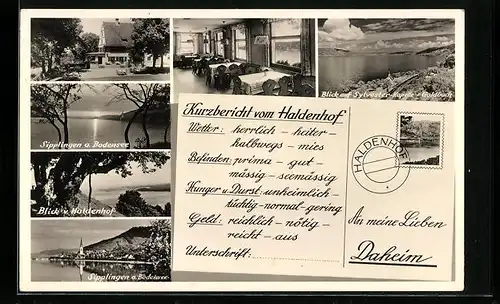 Blick auf Sylvester-Kapelle-Goldbach
Sipplingen a. Bodensee
Blick v. Haldenhof
Sipplingen a. Bodensee
Kurzbericht vom Haldenhof
Wetter: herrlich - heiter -
halbwegs - mies
Befinden: prima - gut -
mässig - seemässig
Hunger u. Durst: unheimlich -
tüchtig - normal - gering
Geld: reichlich - nötig -
reicht - aus
Unterschrift:
HALDENHOF
An meine Lieben
Daheim